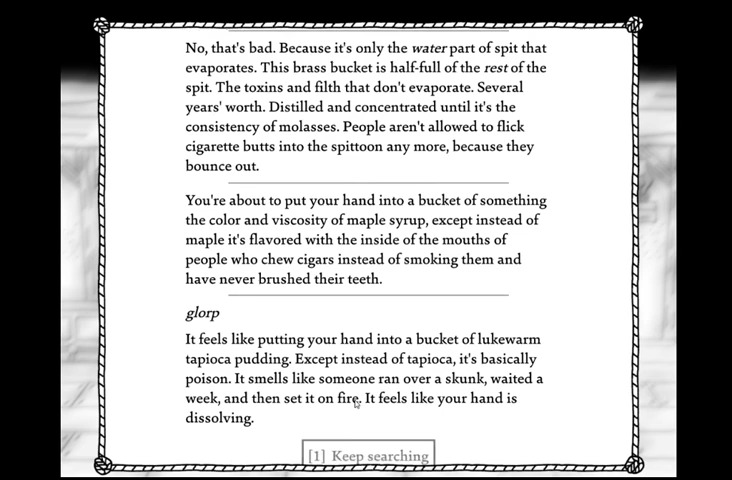 No, that's bad. Because it's only the water part of spit that
evaporates. This brass bucket is half-full of the rest of the
spit. The toxins and filth that don't evaporate. Several
years' worth. Distilled and concentrated until it's the
consistency of molasses. People aren't allowed to flick
cigarette butts into the spittoon any more, because they
bounce out.
You're about to put your hand into a bucket of something
the color and viscosity of maple syrup, except instead of
maple it's flavored with the inside of the mouths of
people who chew cigars instead of smoking them and
have never brushed their teeth.
glorp
It feels like putting your hand into a bucket of lukewarm
tapioca pudding. Except instead of tapioca, it's basically
poison. It smells like someone ran over a skunk, waited a
week, and then set it on fire. It feels like your hand is
dissolving.
[1] Keep searching